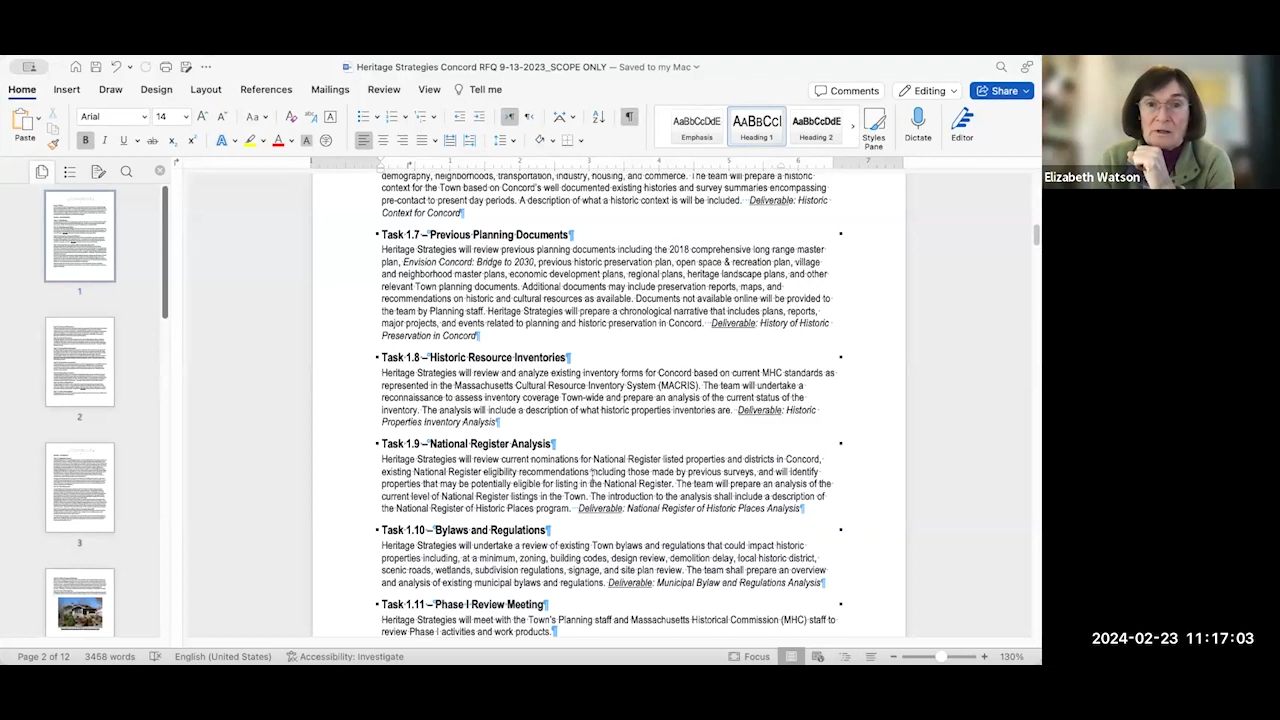 Heritage Strategies Concord RFQ 9-13-2023_SCOPE ONLY — Saved to my Mac
Home Insert Draw Design Layout References Mailings Review View Tell me
Comments Editing Share
Paste
Arial 14
AaBbCcDdE AaBbCcI AaBbCcDdE
Emphasis Heading 1 Heading 2
Styles Pane
Dictate
Editor
Elizabeth Watson
1 1 2 3 4 5 6 7
demography, neighborhoods, transportation, industry, housing, and commerce. The team will prepare a historic
context for the Town based on Concord's well documented existing histories and survey summaries encompassing
pre-contact to present day periods. A description of what a historic context is will be included. Deliverable: Historic
Context for Concord¶
Task 1.7 – Previous Planning Documents¶
Heritage Strategies will review previous planning documents including the 2018 comprehensive long range master
plan, Envision Concord: Bridge to 2030, previous historic preservation plan, open space & recreation plan, village
and neighborhood master plans, economic development plans, regional plans, heritage landscape plans, and other
relevant Town planning documents. Additional documents may include preservation reports, maps, and
recommendations on historic and cultural resources as available. Documents not available online will be provided to
the team by Planning staff. Heritage Strategies will prepare a chronological narrative that includes plans, reports,
major projects, and events related to planning and historic preservation in Concord. Deliverable: History of Historic
Preservation in Concord¶
Task 1.8 – Historic Resource Inventories¶
Heritage Strategies will review and analyze existing inventory forms for Concord based on current MHC standards as
represented in the Massachusetts Cultural Resource Inventory System (MACRIS). The team will undertake a
reconnaissance to assess inventory coverage Town-wide and prepare an analysis of the current status of the
inventory. The analysis will include a description of what historic properties inventories are. Deliverable: Historic
Properties Inventory Analysis¶
Task 1.9 – National Register Analysis¶
Heritage Strategies will review current nominations for National Register listed properties and districts in Concord,
existing National Register eligibility recommendations including those made by previous surveys, and will identify
properties that may be potentially eligible for listing in the National Register. The team will prepare an analysis of the
current level of National Register listings in the Town. The introduction to the analysis shall include a description of
the National Register of Historic Places program. Deliverable: National Register of Historic Places Analysis¶
Task 1.10 – Bylaws and Regulations¶
Heritage Strategies will undertake a review of existing Town bylaws and regulations that could impact historic
properties including, at a minimum, zoning, building codes, design review, demolition delay, local historic district,
scenic roads, wetlands, subdivision regulations, signage, and site plan review. The team shall prepare an overview
and analysis of existing municipal bylaws and regulations. Deliverable: Municipal Bylaw and Regulations Analysis¶
Task 1.11 – Phase I Review Meeting¶
Heritage Strategies will meet with the Town's Planning staff and Massachusetts Historical Commission (MHC) staff to
review Phase I activities and work products.¶
1
2
3
2024-02-23 11:17:03
Page 2 of 12 3458 words English (United States) Accessibility: Investigate Focus 130%